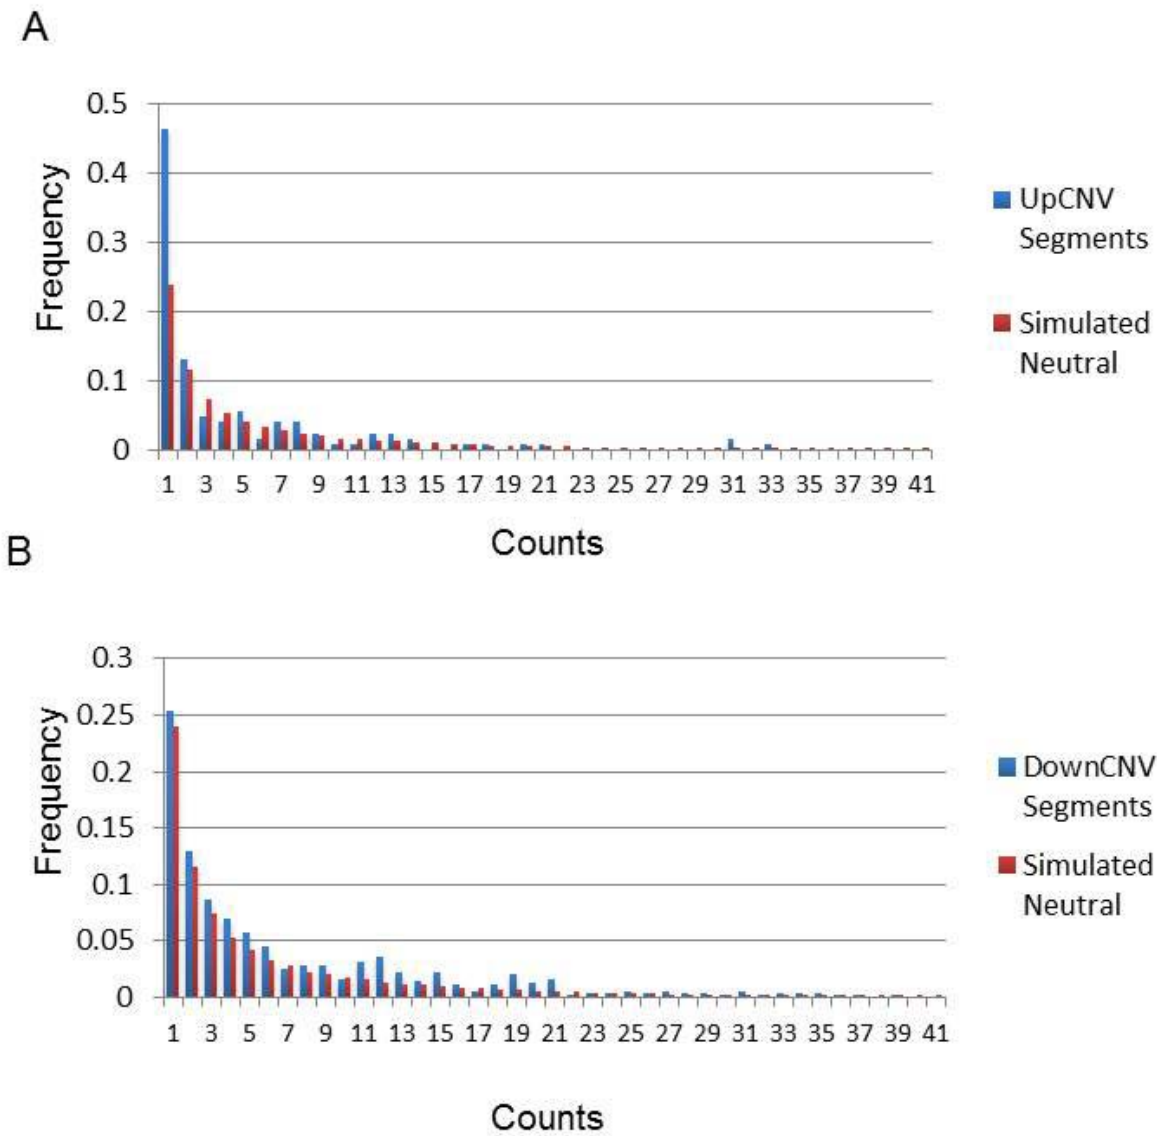 A
0.5
0.4
0.3
0.2
0.1
0
Frequency
1 3 5 7 9 11 13 15 17 19 21 23 25 27 29 31 33 35 37 39 41
Counts
UpCNV
Segments
Simulated
Neutral
B
0.3
0.25
0.2
0.15
0.1
0.05
0
Frequency
1 3 5 7 9 11 13 15 17 19 21 23 25 27 29 31 33 35 37 39 41
Counts
DownCNV
Segments
Simulated
Neutral